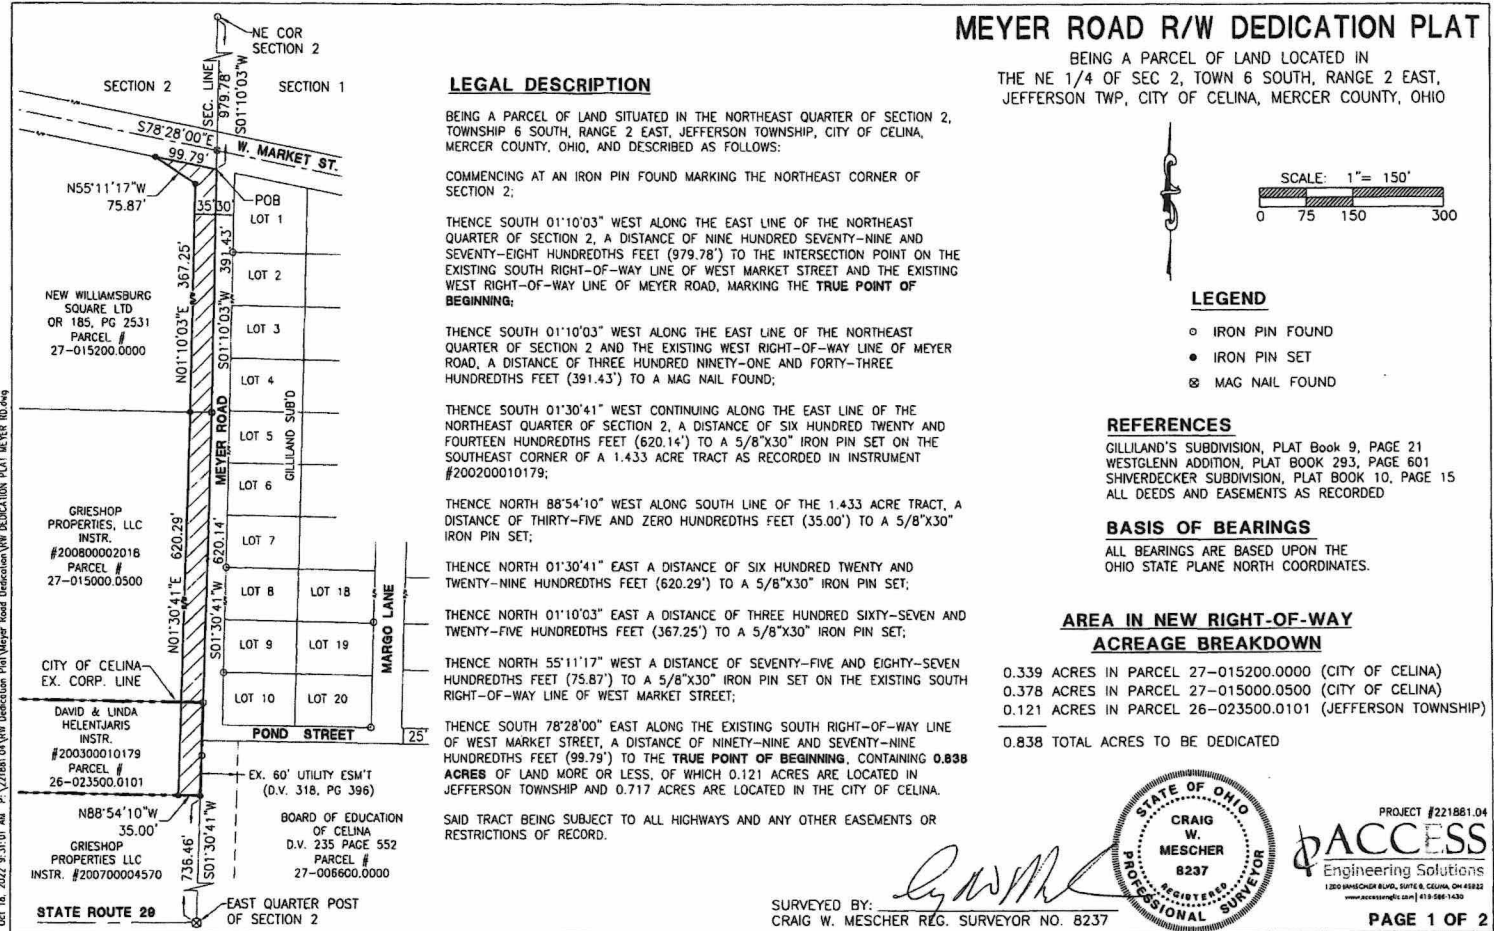 MEYER ROAD R/W DEDICATION PLAT
BEING A PARCEL OF LAND LOCATED IN
THE NE 1/4 OF SEC 2, TOWN 6 SOUTH, RANGE 2 EAST,
JEFFERSON TWP, CITY OF CELINA, MERCER COUNTY, OHIO
NE COR
SECTION 2
SECTION 2
SECTION 1
SEC. LINE
979.78'
S01°10'03"W
S78°28'00"E
99.79'
W. MARKET ST.
N55°11'17"W
75.87'
POB
35'
30'
LOT 1
LOT 2
LOT 3
LOT 4
LOT 5
LOT 6
LOT 7
LOT 8
LOT 18
LOT 9
LOT 19
LOT 10
LOT 20
GILLILAND SUB'D
MARGO LANE
MEYER ROAD
367.25'
N01°10'03"E
S01°10'03"W
391.43'
NEW WILLIAMSBURG
SQUARE LTD
OR 185, PG 2531
PARCEL #
27-015200.0000
GRIESHOP
PROPERTIES, LLC
INSTR.
#200800002018
PARCEL #
27-015000.0500
N01°30'41"E
620.29'
S01°30'41"W
620.14'
CITY OF CELINA
EX. CORP. LINE
DAVID & LINDA
HELENTJARIS
INSTR.
#200300010179
PARCEL #
26-023500.0101
POND STREET
25'
EX. 60' UTILITY ESM'T
(D.V. 318, PG 396)
N88°54'10"W
35.00'
BOARD OF EDUCATION
OF CELINA
D.V. 235 PAGE 552
PARCEL #
27-006600.0000
GRIESHOP
PROPERTIES LLC
INSTR. #200700004570
736.46'
S01°30'41"W
STATE ROUTE 29
EAST QUARTER POST
OF SECTION 2
LEGAL DESCRIPTION
BEING A PARCEL OF LAND SITUATED IN THE NORTHEAST QUARTER OF SECTION 2,
TOWNSHIP 6 SOUTH, RANGE 2 EAST, JEFFERSON TOWNSHIP, CITY OF CELINA,
MERCER COUNTY, OHIO, AND DESCRIBED AS FOLLOWS:
COMMENCING AT AN IRON PIN FOUND MARKING THE NORTHEAST CORNER OF
SECTION 2;
THENCE SOUTH 01°10'03" WEST ALONG THE EAST LINE OF THE NORTHEAST
QUARTER OF SECTION 2, A DISTANCE OF NINE HUNDRED SEVENTY-NINE AND
SEVENTY-EIGHT HUNDREDTHS FEET (979.78') TO THE INTERSECTION POINT ON THE
EXISTING SOUTH RIGHT-OF-WAY LINE OF WEST MARKET STREET AND THE EXISTING
WEST RIGHT-OF-WAY LINE OF MEYER ROAD, MARKING THE TRUE POINT OF
BEGINNING;
THENCE SOUTH 01°10'03" WEST ALONG THE EAST LINE OF THE NORTHEAST
QUARTER OF SECTION 2 AND THE EXISTING WEST RIGHT-OF-WAY LINE OF MEYER
ROAD, A DISTANCE OF THREE HUNDRED NINETY-ONE AND FORTY-THREE
HUNDREDTHS FEET (391.43') TO A MAG NAIL FOUND;
THENCE SOUTH 01°30'41" WEST CONTINUING ALONG THE EAST LINE OF THE
NORTHEAST QUARTER OF SECTION 2, A DISTANCE OF SIX HUNDRED TWENTY AND
FOURTEEN HUNDREDTHS FEET (620.14') TO A 5/8"X30" IRON PIN SET ON THE
SOUTHEAST CORNER OF A 1.433 ACRE TRACT AS RECORDED IN INSTRUMENT
#200200010179;
THENCE NORTH 88°54'10" WEST ALONG SOUTH LINE OF THE 1.433 ACRE TRACT, A
DISTANCE OF THIRTY-FIVE AND ZERO HUNDREDTHS FEET (35.00') TO A 5/8"X30"
IRON PIN SET;
THENCE NORTH 01°30'41" EAST A DISTANCE OF SIX HUNDRED TWENTY AND
TWENTY-NINE HUNDREDTHS FEET (620.29') TO A 5/8"X30" IRON PIN SET;
THENCE NORTH 01°10'03" EAST A DISTANCE OF THREE HUNDRED SIXTY-SEVEN AND
TWENTY-FIVE HUNDREDTHS FEET (367.25') TO A 5/8"X30" IRON PIN SET;
THENCE NORTH 55°11'17" WEST A DISTANCE OF SEVENTY-FIVE AND EIGHTY-SEVEN
HUNDREDTHS FEET (75.87') TO A 5/8"X30" IRON PIN SET ON THE EXISTING SOUTH
RIGHT-OF-WAY LINE OF WEST MARKET STREET;
THENCE SOUTH 78°28'00" EAST ALONG THE EXISTING SOUTH RIGHT-OF-WAY LINE
OF WEST MARKET STREET, A DISTANCE OF NINETY-NINE AND SEVENTY-NINE
HUNDREDTHS FEET (99.79') TO THE TRUE POINT OF BEGINNING, CONTAINING 0.838
ACRES OF LAND MORE OR LESS, OF WHICH 0.121 ACRES ARE LOCATED IN
JEFFERSON TOWNSHIP AND 0.717 ACRES ARE LOCATED IN THE CITY OF CELINA.
SAID TRACT BEING SUBJECT TO ALL HIGHWAYS AND ANY OTHER EASEMENTS OR
RESTRICTIONS OF RECORD.
SCALE: 1"= 150'
0 75 150 300
LEGEND
IRON PIN FOUND
IRON PIN SET
MAG NAIL FOUND
REFERENCES
GILLILAND'S SUBDIVISION, PLAT Book 9, PAGE 21
WESTGLENN ADDITION, PLAT BOOK 293, PAGE 601
SHIVERDECKER SUBDIVISION, PLAT BOOK 10, PAGE 15
ALL DEEDS AND EASEMENTS AS RECORDED
BASIS OF BEARINGS
ALL BEARINGS ARE BASED UPON THE
OHIO STATE PLANE NORTH COORDINATES.
AREA IN NEW RIGHT-OF-WAY
ACREAGE BREAKDOWN
0.339 ACRES IN PARCEL 27-015200.0000 (CITY OF CELINA)
0.378 ACRES IN PARCEL 27-015000.0500 (CITY OF CELINA)
0.121 ACRES IN PARCEL 26-023500.0101 (JEFFERSON TOWNSHIP)
0.838 TOTAL ACRES TO BE DEDICATED
STATE OF OHIO
CRAIG
W.
MESCHER
8237
REGISTERED
PROFESSIONAL SURVEYOR
SURVEYED BY:
CRAIG W. MESCHER REG. SURVEYOR NO. 8237
PROJECT #221881.04
ACCESS
Engineering Solutions
PAGE 1 OF 2